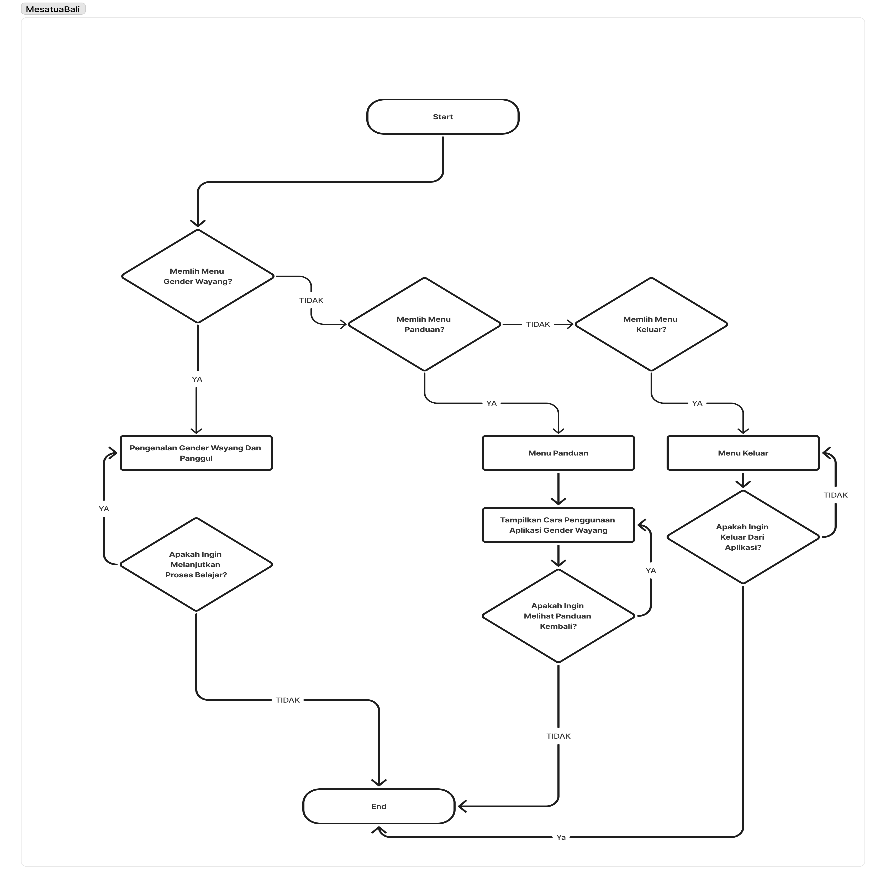 MesatuaBali
Start
Memlih Menu
Gender Wayang?
TIDAK
Memlih Menu
Panduan?
TIDAK
Memlih Menu
Keluar?
YA
YA
YA
Pengenalan Gender Wayang Dan
Panggul
Menu Panduan
Menu Keluar
TIDAK
YA
Tampilkan Cara Penggunaan
Aplikasi Gender Wayang
Apakah Ingin
Keluar Dari
Aplikasi?
Apakah Ingin
Melanjutkan
Proses Belajar?
YA
Apakah Ingin
Melihat Panduan
Kembali?
TIDAK
TIDAK
End
Ya